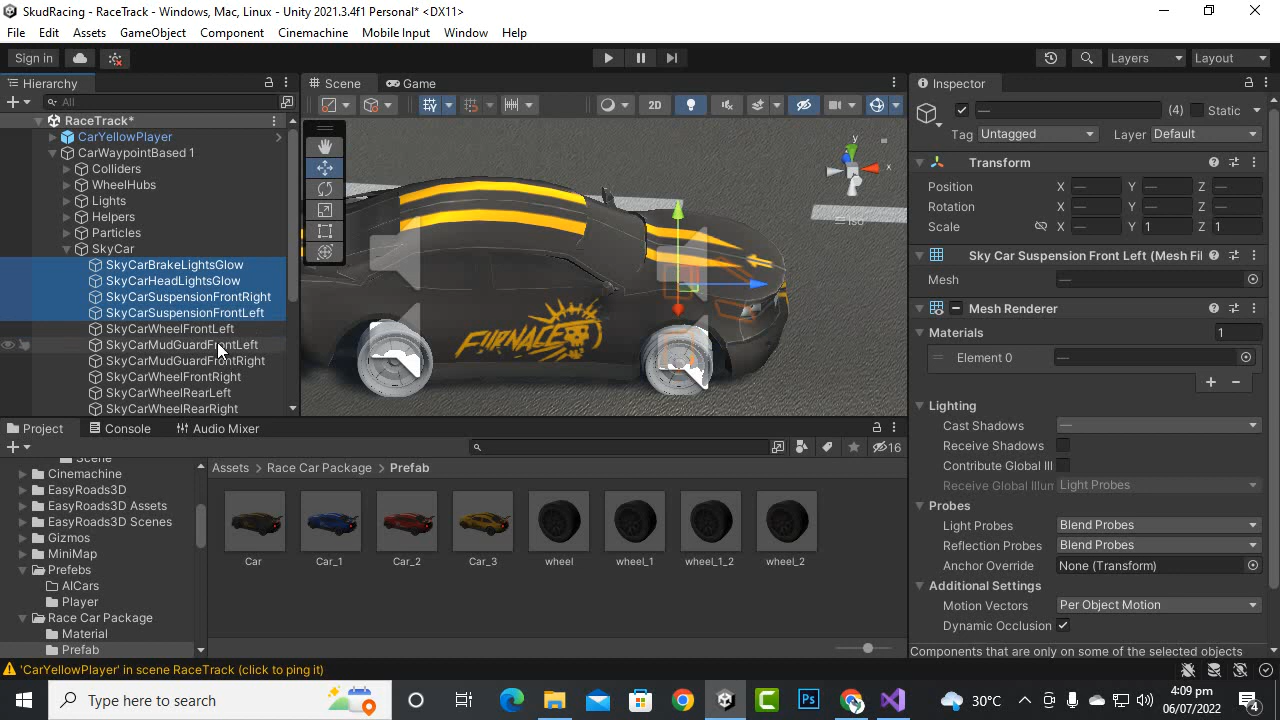 SkudRacing - RaceTrack - Windows, Mac, Linux - Unity 2021.3.4f1 Personal* <DX11>
File Edit Assets GameObject Component Cinemachine Mobile Input Window Help
Sign in Layers Layout
Hierarchy
All
RaceTrack*
CarYellowPlayer
CarWaypointBased 1
Colliders
WheelHubs
Lights
Helpers
Particles
SkyCar
SkyCarBrakeLightsGlow
SkyCarHeadLightsGlow
SkyCarSuspensionFrontRight
SkyCarSuspensionFrontLeft
SkyCarWheelFrontLeft
SkyCarMudGuardFrontLeft
SkyCarMudGuardFrontRight
SkyCarWheelFrontRight
SkyCarWheelRearLeft
SkyCarWheelRearRight
Scene Game
2D
y
x
Iso
FURNACE
Inspector
— (4) Static
Tag Untagged Layer Default
Transform
Position X — Y — Z —
Rotation X — Y — Z —
Scale X — Y 1 Z 1
Sky Car Suspension Front Left (Mesh Fil
Mesh —
Mesh Renderer
Materials 1
Element 0 —
Lighting
Cast Shadows —
Receive Shadows
Contribute Global Ill
Receive Global Illum Light Probes
Probes
Light Probes Blend Probes
Reflection Probes Blend Probes
Anchor Override None (Transform)
Additional Settings
Motion Vectors Per Object Motion
Dynamic Occlusion
Components that are only on some of the selected objects
Project Console Audio Mixer
16
Scene
Cinemachine
EasyRoads3D
EasyRoads3D Assets
EasyRoads3D Scenes
Gizmos
MiniMap
Prefebs
AICars
Player
Race Car Package
Material
Prefab
Assets > Race Car Package > Prefab
Car Car_1 Car_2 Car_3 wheel wheel_1 wheel_1_2 wheel_2
'CarYellowPlayer' in scene RaceTrack (click to ping it)
Type here to search
Ps
30°C
4:09 pm
06/07/2022
4